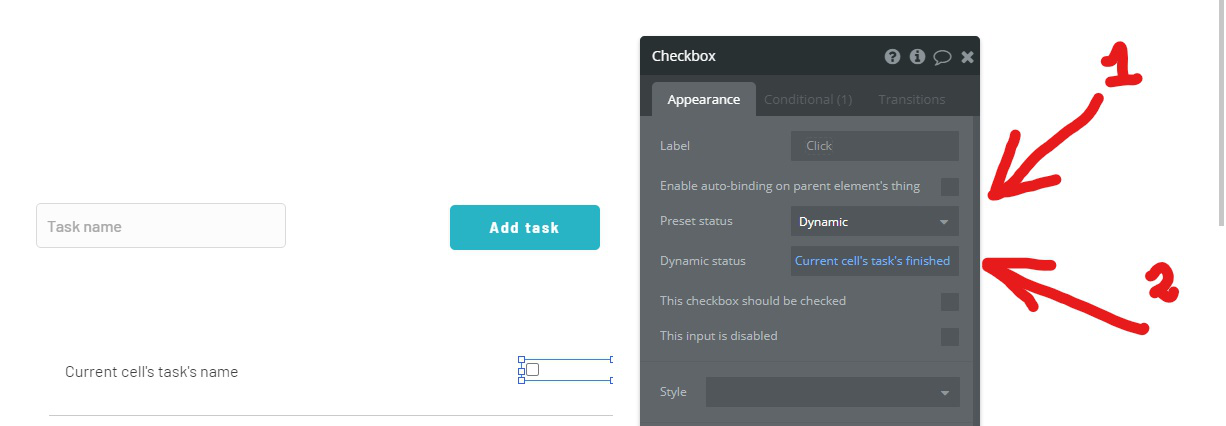 Checkbox
1
Appearance
Conditional (1)
Transitions
Label
Click
Enable auto-binding on parent element's thing
Task name
Add task
Preset status
Dynamic
Dynamic status
Current cell's task's finished
2
This checkbox should be checked
This input is disabled
Current cell's task's name
Style